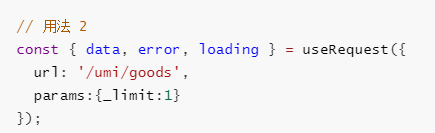 // 用法 2
const { data, error, loading } = useRequest({
  url: '/umi/goods',
  params:{_limit:1}
});